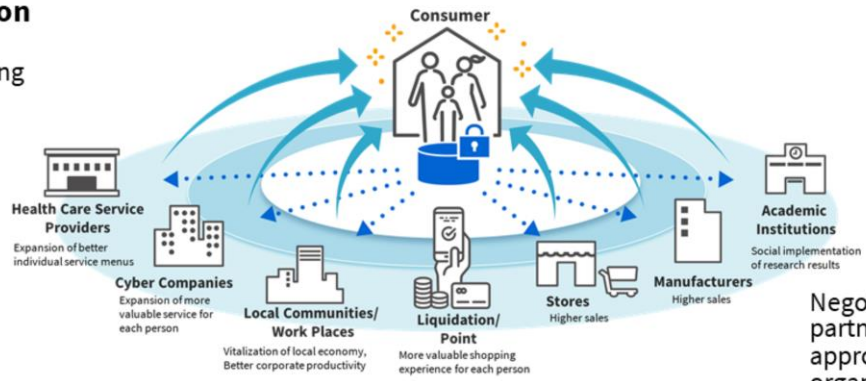 on
ng
Consumer
Health Care Service
Providers
Expansion of better
individual service menus
Cyber Companies
Expansion of more
valuable service for
each person
Local Communities/
Work Places
Vitalization of local economy,
Better corporate productivity
Liquidation/
Point
More valuable shopping
experience for each person
Stores
Higher sales
Manufacturers
Higher sales
Academic
Institutions
Social implementation
of research results
Nego
partn
appro